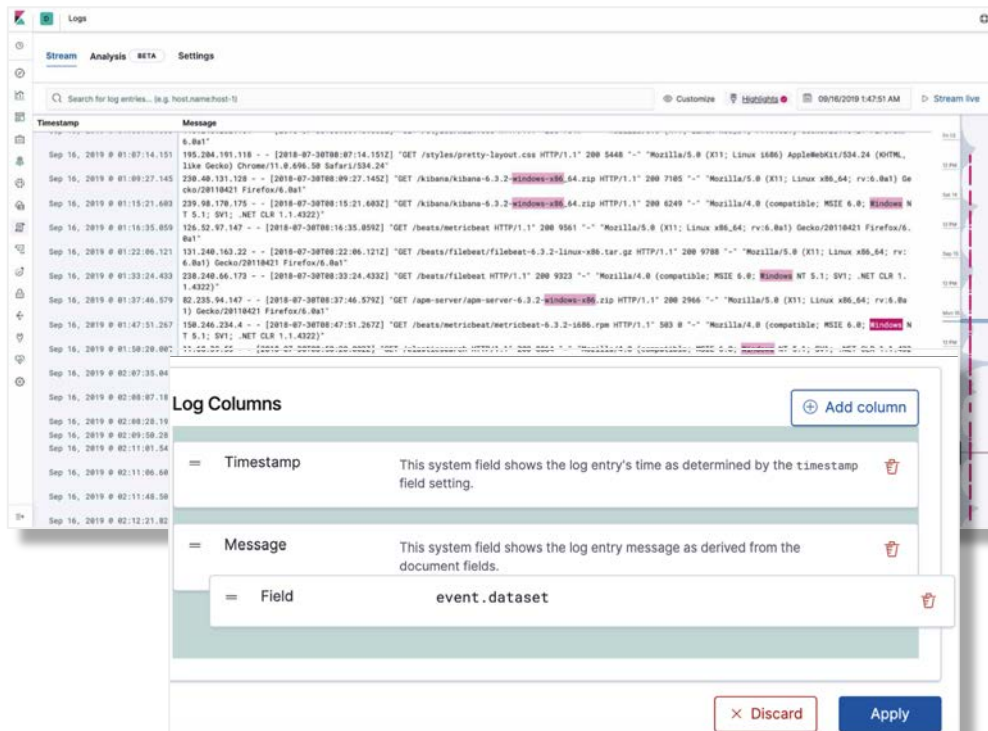 D Logs
Stream Analysis BETA Settings
Search for log entries... (e.g. host.name:host-1)
Customize Highlights 09/16/2019 1:47:51 AM Stream live
Timestamp Message
6.0a1"
Sep 16, 2019 @ 01:07:14.151 195.204.191.118 - - [2018-07-30T08:07:14.151Z] "GET /styles/pretty-layout.css HTTP/1.1" 200 5448 "-" "Mozilla/5.0 (X11; Linux i686) AppleWebKit/534.24 (KHTML,
like Gecko) Chrome/11.0.696.50 Safari/534.24"
Sep 16, 2019 @ 01:09:27.145 230.40.131.128 - - [2018-07-30T08:09:27.145Z] "GET /kibana/kibana-6.3.2-windows-x86_64.zip HTTP/1.1" 200 7105 "-" "Mozilla/5.0 (X11; Linux x86_64; rv:6.0a1) Ge
cko/20110421 Firefox/6.0a1"
Sep 16, 2019 @ 01:15:21.603 239.98.170.175 - - [2018-07-30T08:15:21.603Z] "GET /kibana/kibana-6.3.2-windows-x86_64.zip HTTP/1.1" 200 6249 "-" "Mozilla/4.0 (compatible; MSIE 6.0; Windows N
T 5.1; SV1; .NET CLR 1.1.4322)"
Sep 16, 2019 @ 01:16:35.059 126.52.97.147 - - [2018-07-30T08:16:35.059Z] "GET /beats/metricbeat HTTP/1.1" 200 9561 "-" "Mozilla/5.0 (X11; Linux x86_64; rv:6.0a1) Gecko/20110421 Firefox/6.
0a1"
Sep 16, 2019 @ 01:22:06.121 131.240.163.22 - - [2018-07-30T08:22:06.121Z] "GET /beats/filebeat/filebeat-6.3.2-linux-x86.tar.gz HTTP/1.1" 200 9708 "-" "Mozilla/5.0 (X11; Linux x86_64; rv:
6.0a1) Gecko/20110421 Firefox/6.0a1"
Sep 16, 2019 @ 01:33:24.433 238.240.66.173 - - [2018-07-30T08:33:24.433Z] "GET /beats/filebeat HTTP/1.1" 200 9323 "-" "Mozilla/4.0 (compatible; MSIE 6.0; Windows NT 5.1; SV1; .NET CLR 1.
1.4322)"
Sep 16, 2019 @ 01:37:46.579 82.235.94.147 - - [2018-07-30T08:37:46.579Z] "GET /apm-server/apm-server-6.3.2-windows-x86.zip HTTP/1.1" 200 2966 "-" "Mozilla/5.0 (X11; Linux x86_64; rv:6.0a
1) Gecko/20110421 Firefox/6.0a1"
Sep 16, 2019 @ 01:47:51.267 150.246.234.4 - - [2018-07-30T08:47:51.267Z] "GET /beats/metricbeat/metricbeat-6.3.2-i686.rpm HTTP/1.1" 503 0 "-" "Mozilla/4.0 (compatible; MSIE 6.0; Windows N
T 5.1; SV1; .NET CLR 1.1.4322)"
Sep 16, 2019 @ 01:50:20.00
Sep 16, 2019 @ 02:07:35.04
Sep 16, 2019 @ 02:08:07.18
Sep 16, 2019 @ 02:08:28.19
Sep 16, 2019 @ 02:09:50.28
Sep 16, 2019 @ 02:11:01.54
Sep 16, 2019 @ 02:11:06.60
Sep 16, 2019 @ 02:11:48.50
Sep 16, 2019 @ 02:12:21.82
12 PM
12 PM
12 PM
12 PM
Log Columns
Add column
Timestamp This system field shows the log entry's time as determined by the timestamp
field setting.
Message This system field shows the log entry message as derived from the
document fields.
Field event.dataset
Discard Apply